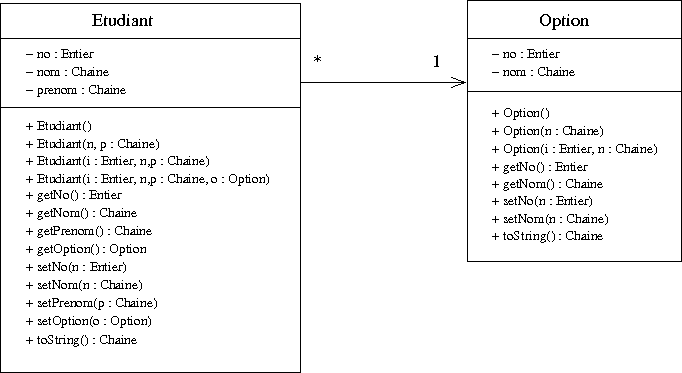 Etudiant
– no : Entier
– nom : Chaine
– prenom : Chaine
+ Etudiant()
+ Etudiant(n, p : Chaine)
+ Etudiant(i : Entier, n,p : Chaine)
+ Etudiant(i : Entier, n,p : Chaine, o : Option)
+ getNo() : Entier
+ getNom() : Chaine
+ getPrenom() : Chaine
+ getOption() : Option
+ setNo(n : Entier)
+ setNom(n : Chaine)
+ setPrenom(p : Chaine)
+ setOption(o : Option)
+ toString() : Chaine
* 1
Option
– no : Entier
– nom : Chaine
+ Option()
+ Option(n : Chaine)
+ Option(i : Entier, n : Chaine)
+ getNo() : Entier
+ getNom() : Chaine
+ setNo(n : Entier)
+ setNom(n : Chaine)
+ toString() : Chaine